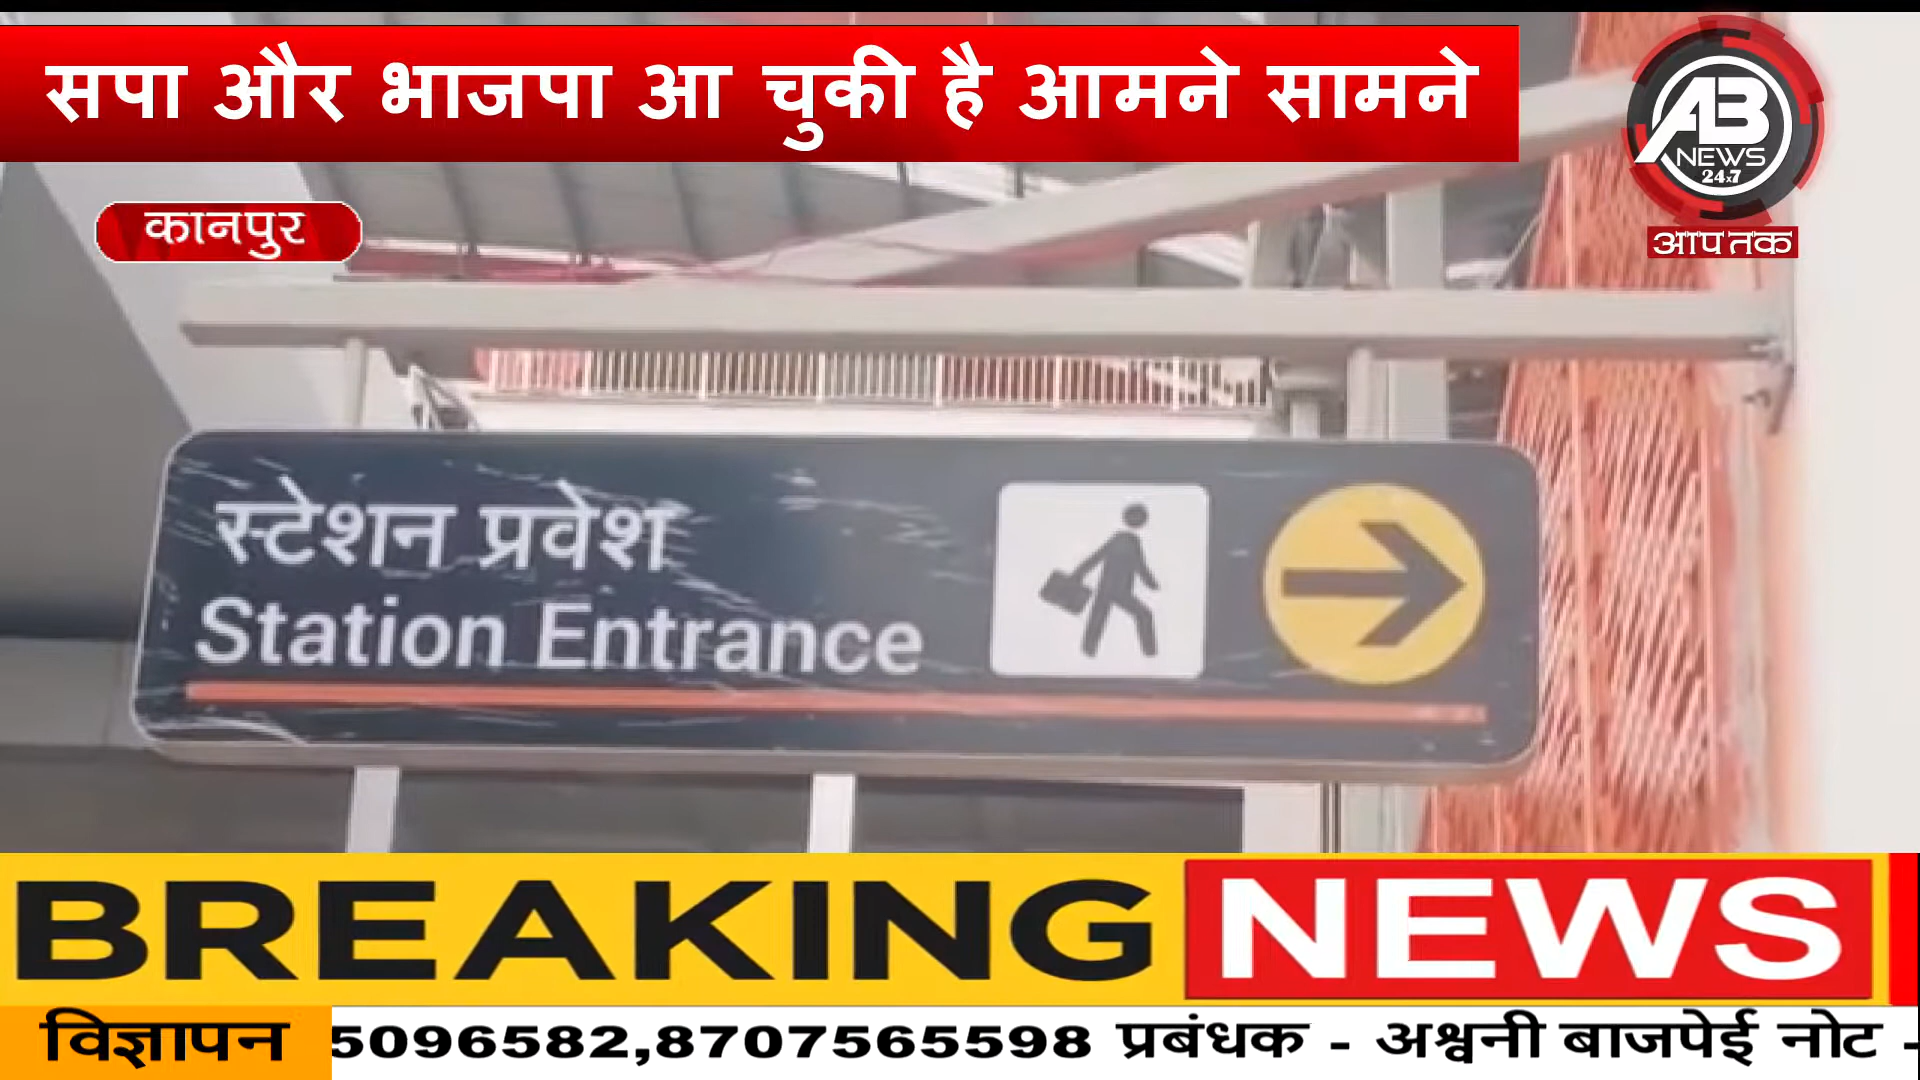 सपा और भाजपा आ चुकी है आमने सामने
AB
NEWS
24x7
आप तक
कानपुर
स्टेशन प्रवेश
Station Entrance
BREAKING NEWS
विज्ञापन 5096582,8707565598 प्रबंधक - अश्वनी बाजपेई नोट -